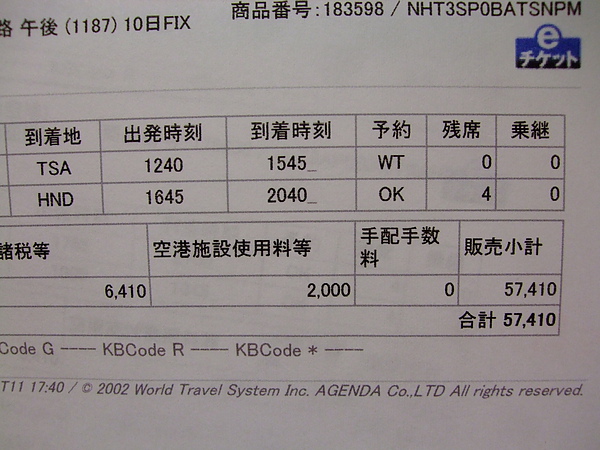 商品番号:183598 / NHT3SP0BATSNPM
路 午後 (1187) 10日FIX
e
チケット
到着地 出発時刻 到着時刻 予約 残席 乗継
TSA 1240 1545_ WT 0 0
HND 1645 2040_ OK 4 0
諸税等 空港施設使用料等 手配手数料 販売小計
6,410 2,000 0 57,410
合計 57,410
Code G ---- KBCode R ---- KBCode * ----
T11 17:40 / © 2002 World Travel System Inc. AGENDA Co.,LTD All rights reserved.